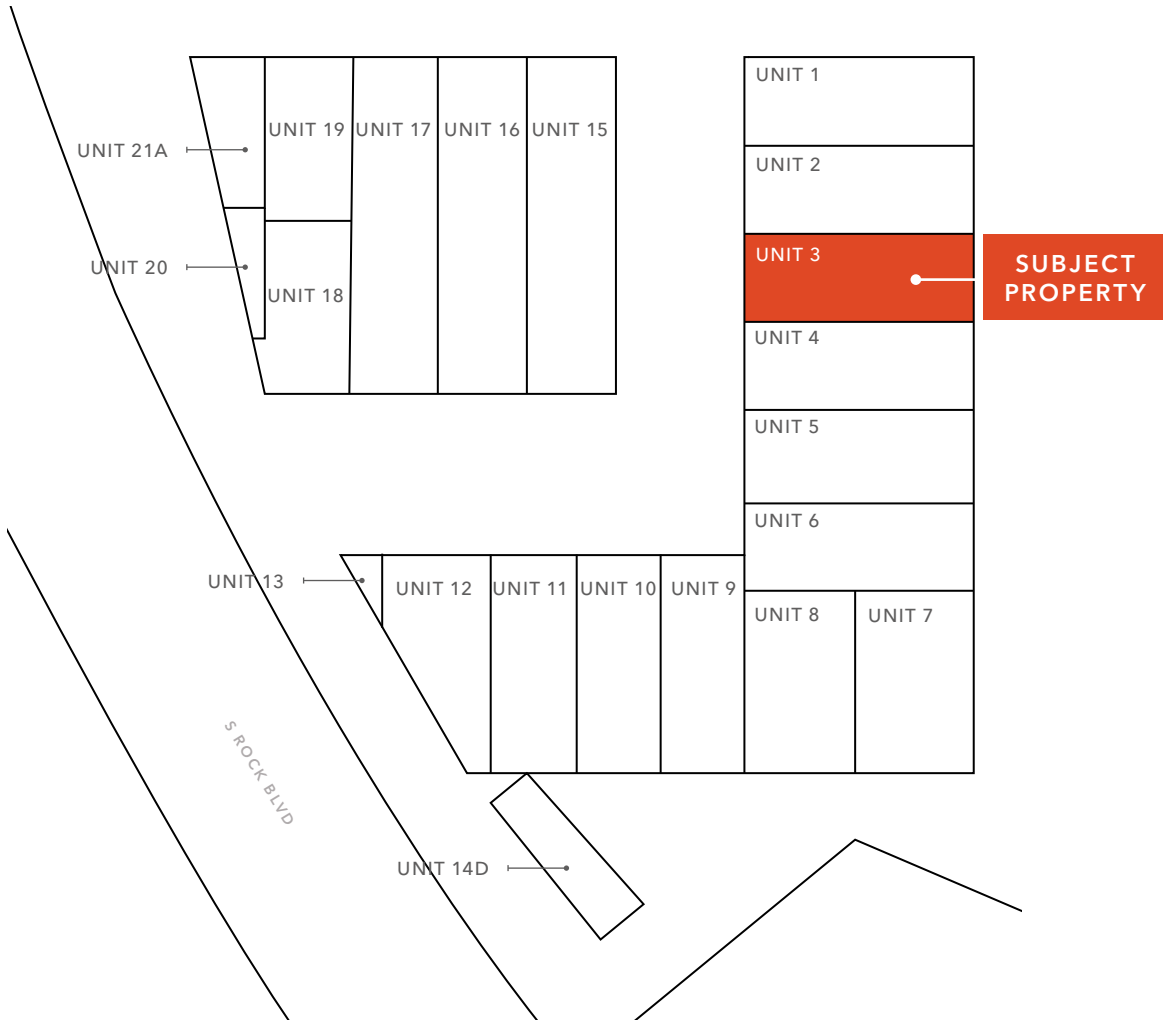 UNIT 1
UNIT 19
UNIT 17
UNIT 16
UNIT 15
UNIT 21A
UNIT 2
UNIT 3
SUBJECT
PROPERTY
UNIT 20
UNIT 18
UNIT 4
UNIT 5
UNIT 6
UNIT 13
UNIT 12
UNIT 11
UNIT 10
UNIT 9
UNIT 8
UNIT 7
S ROCK BLVD
UNIT 14D